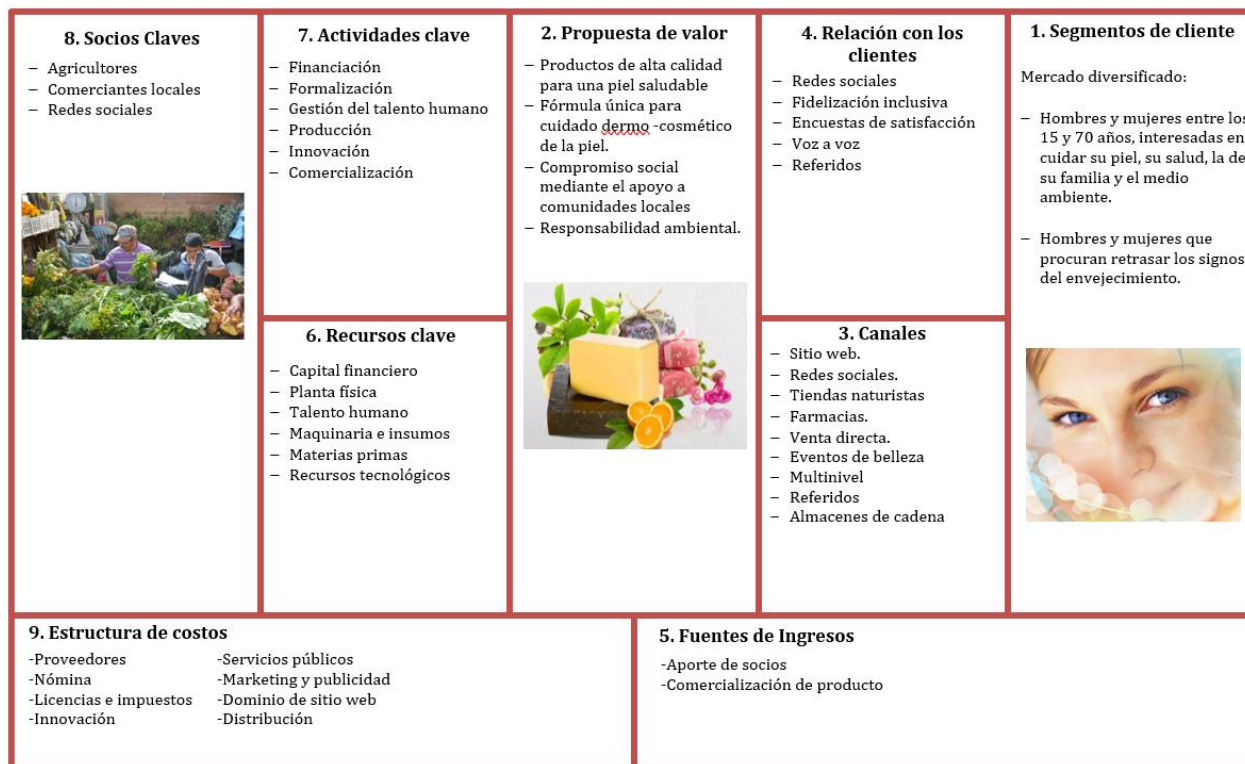 8. Socios Claves
– Agricultores
– Comerciantes locales
– Redes sociales
7. Actividades clave
– Financiación
– Formalización
– Gestión del talento humano
– Producción
– Innovación
– Comercialización
6. Recursos clave
– Capital financiero
– Planta física
– Talento humano
– Maquinaria e insumos
– Materias primas
– Recursos tecnológicos
2. Propuesta de valor
– Productos de alta calidad
para una piel saludable
– Fórmula única para
cuidado dermo -cosmético
de la piel.
– Compromiso social
mediante el apoyo a
comunidades locales
– Responsabilidad ambiental.
4. Relación con los
clientes
– Redes sociales
– Fidelización inclusiva
– Encuestas de satisfacción
– Voz a voz
– Referidos
3. Canales
– Sitio web.
– Redes sociales.
– Tiendas naturistas
– Farmacias.
– Venta directa.
– Eventos de belleza
– Multinivel
– Referidos
– Almacenes de cadena
1. Segmentos de cliente
Mercado diversificado:
– Hombres y mujeres entre los
15 y 70 años, interesadas en
cuidar su piel, su salud, la de
su familia y el medio
ambiente.
– Hombres y mujeres que
procuran retrasar los signos
del envejecimiento.
9. Estructura de costos
-Proveedores
-Nómina
-Licencias e impuestos
-Innovación
-Servicios públicos
-Marketing y publicidad
-Dominio de sitio web
-Distribución
5. Fuentes de Ingresos
-Aporte de socios
-Comercialización de producto